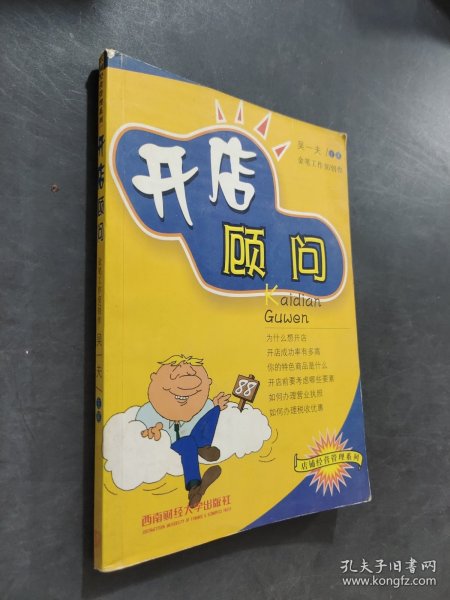 开店
顾问
吴一夫
金笔工作室创作
Kaidian
Guwen
为什么想开店
开店成功率有多高
你的特色商品是什么
开店前要考虑哪些要素
如何办理营业执照
如何办理税收优惠
88
店铺经营管理系列
西南财经大学出版社
开店顾问
吴一夫
孔夫子旧书网
www.kongfz.com